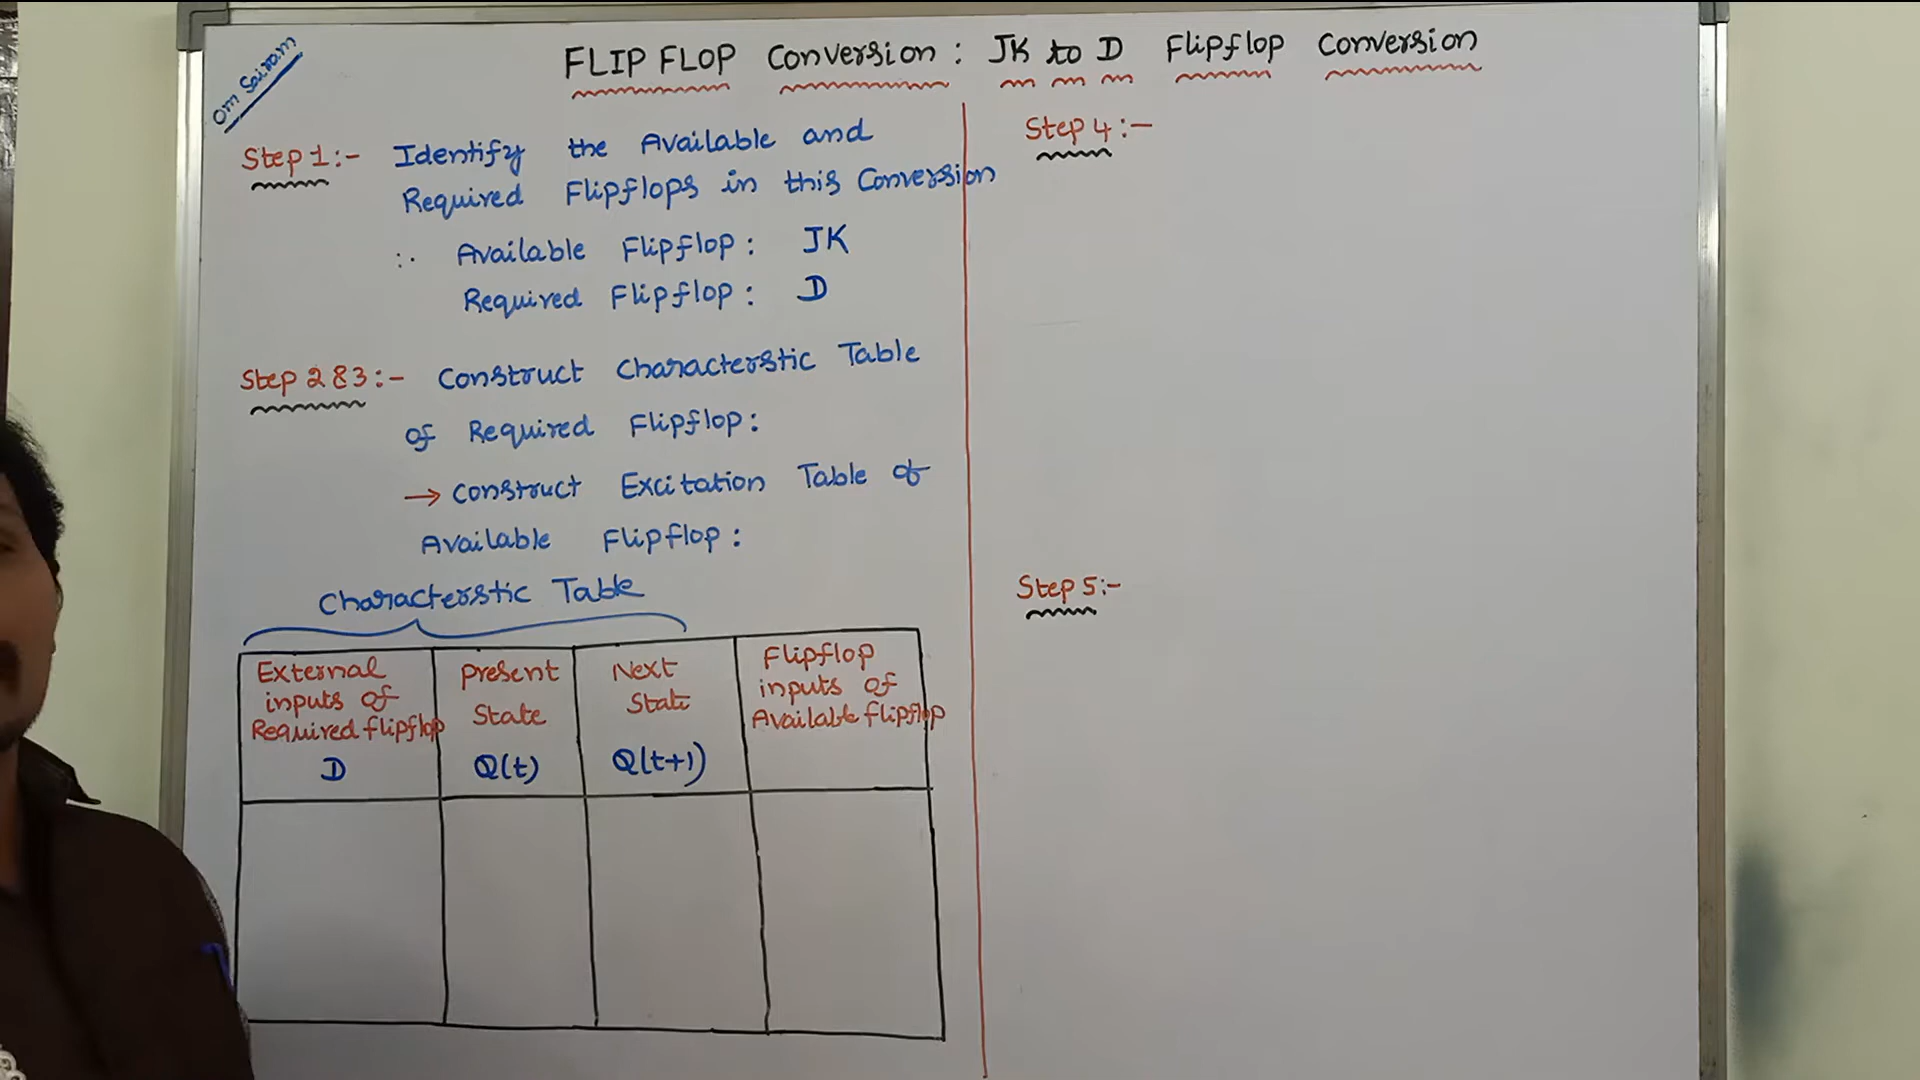 Om Sairam
FLIP FLOP Conversion: JK to D Flipflop Conversion
Step 1:- Identify the Available and
Required Flipflops in this Conversion
∴ Available Flipflop: JK
Required Flipflop: D
Step 2&3:- Construct Characterstic Table
of Required Flipflop:
→ Construct Excitation Table of
Available Flipflop:
Characterstic Table
External
inputs of
Required flipflop
D
Present
State
Q(t)
Next
State
Q(t+1)
Flipflop
inputs of
Available flipflop
Step 4:-
Step 5:-